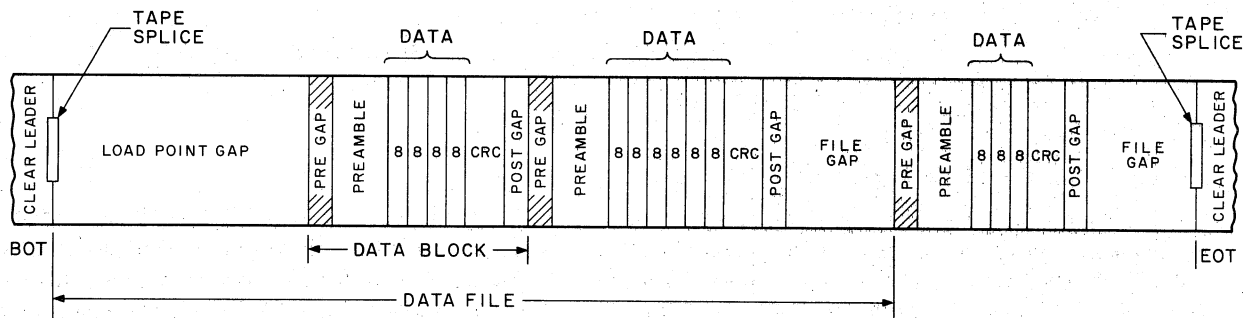 TAPE
SPLICE
DATA
DATA
DATA
TAPE
SPLICE
CLEAR LEADER
LOAD POINT GAP
PRE GAP
PREAMBLE
8 8 8 8 CRC
POST GAP
PRE GAP
PREAMBLE
8 8 8 8 8 8 CRC
POST GAP
FILE
GAP
PRE GAP
PREAMBLE
8 8 8 CRC
POST GAP
FILE
GAP
CLEAR LEADER
BOT
DATA BLOCK
EOT
DATA FILE